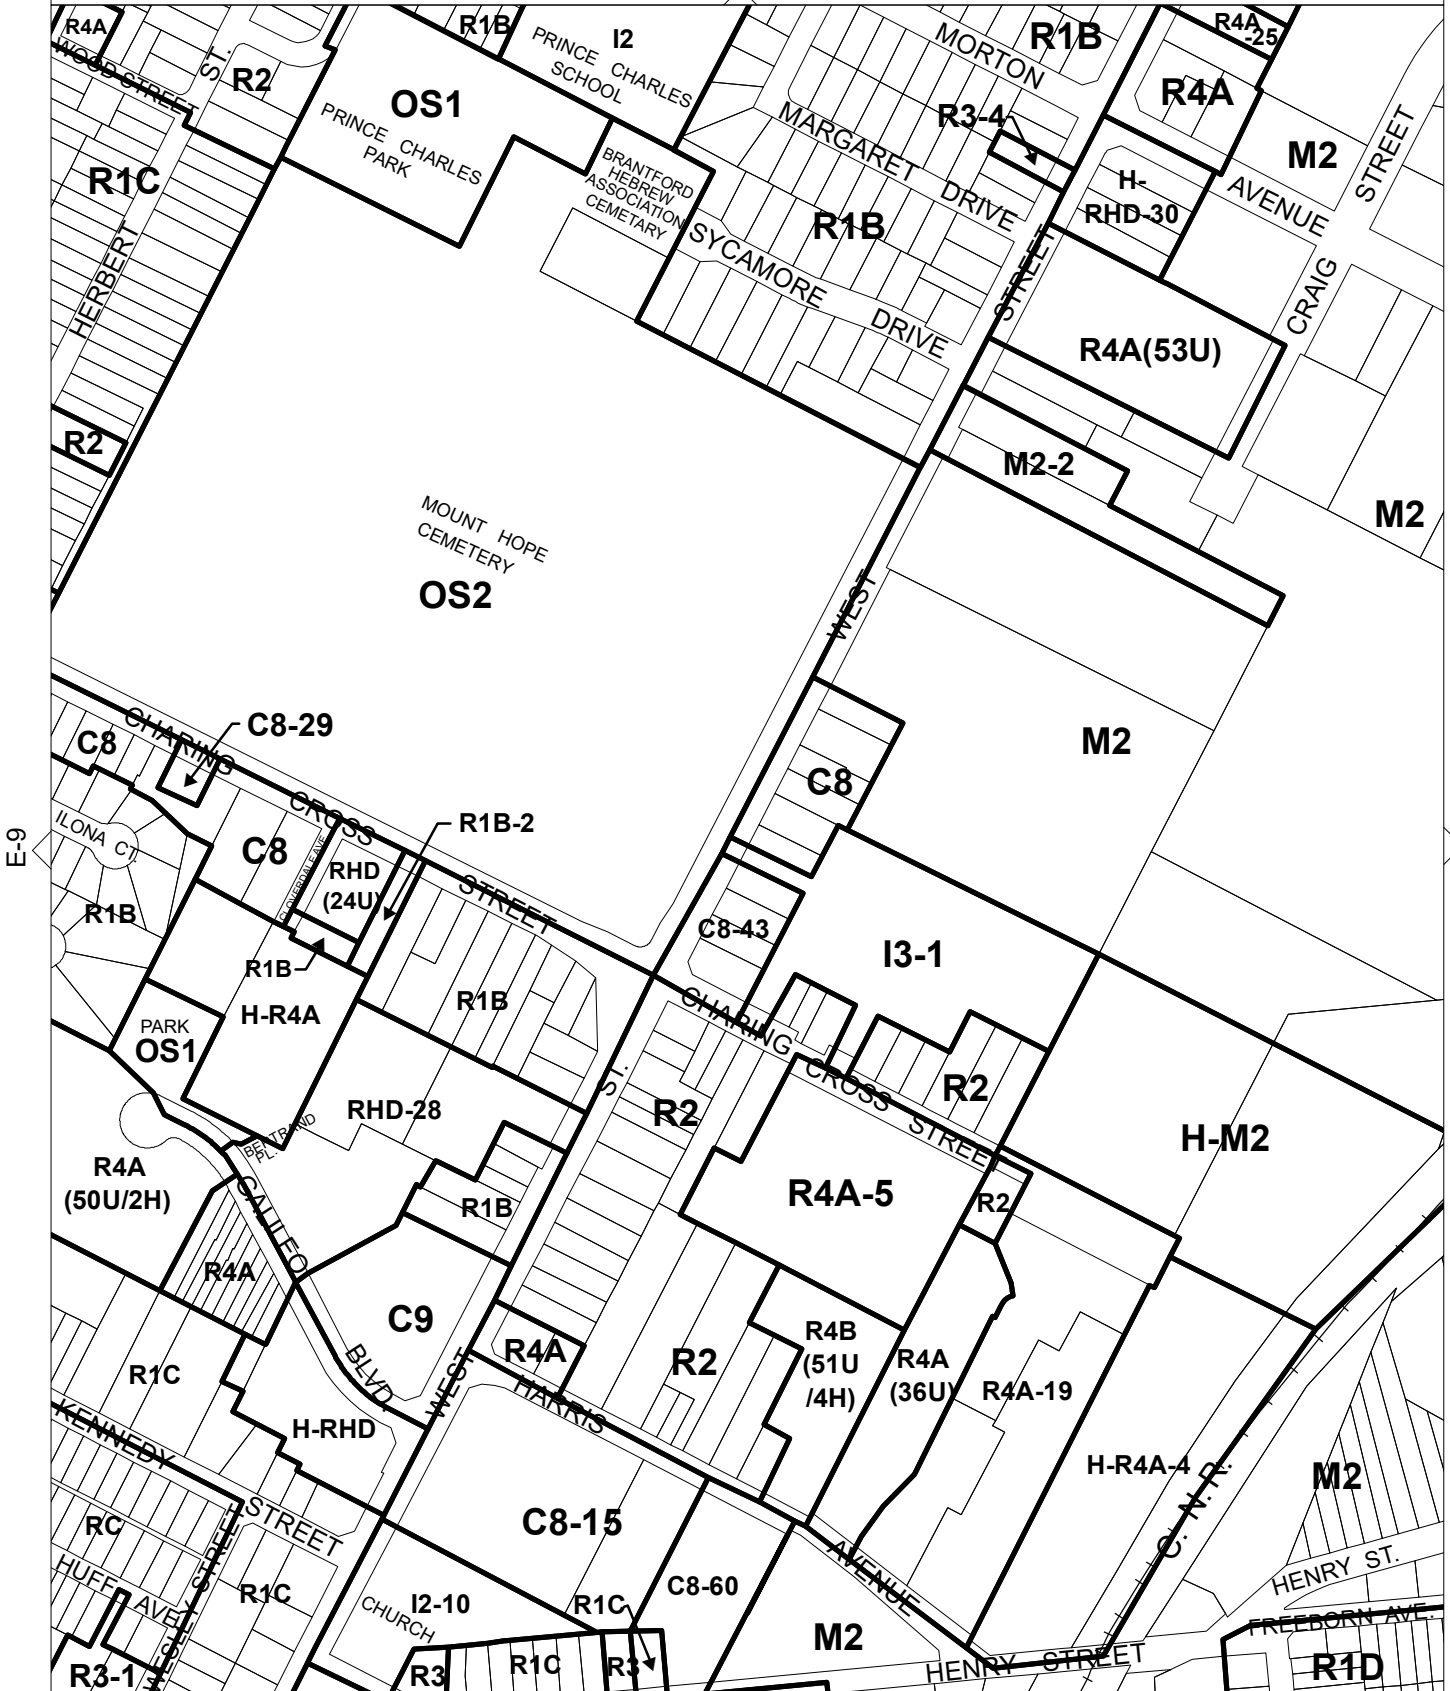 R4A
R1B
I2
PRINCE CHARLES
SCHOOL
MORTON
R1B
R4A
-25
WOOD STREET
ST.
R2
OS1
PRINCE CHARLES
PARK
R3-4
R4A
M2
STREET
MARGARET DRIVE
AVENUE
BRANTFORD
HEBREW
ASSOCIATION
CEMETARY
H-
RHD-30
R1C
R1B
SYCAMORE
DRIVE
HERBERT
STREET
CRAIG
R4A(53U)
R2
M2-2
M2
MOUNT HOPE
CEMETERY
OS2
WEST
C8
CHARING
C8-29
M2
C8
CROSS
R1B-2
E-9
ILONA CT.
C8
CLOVERDALE AVE.
RHD
(24U)
STREET
R1B
C8-43
I3-1
R1B
H-R4A
R1B
CHARING
CROSS
STREET
PARK
OS1
ST.
R2
R2
RHD-28
H-M2
BERTRAND
PL.
R4A
(50U/2H)
R4A-5
R2
R1B
GALILEO
R4A
C9
R4A
R2
R4B
(51U
/4H)
R4A
(36U)
R4A-19
R1C
BLVD.
WEST
HARRIS
KENNEDY
H-RHD
H-R4A-4
C. N. R.
M2
STREET
C8-15
RC
WESLEY STREET
AVENUE
HENRY ST.
HUFF AVE.
R1C
I2-10
CHURCH
R1C
C8-60
M2
FREEBORN AVE.
R3-1
R3
R1C
R3
HENRY STREET
R1D